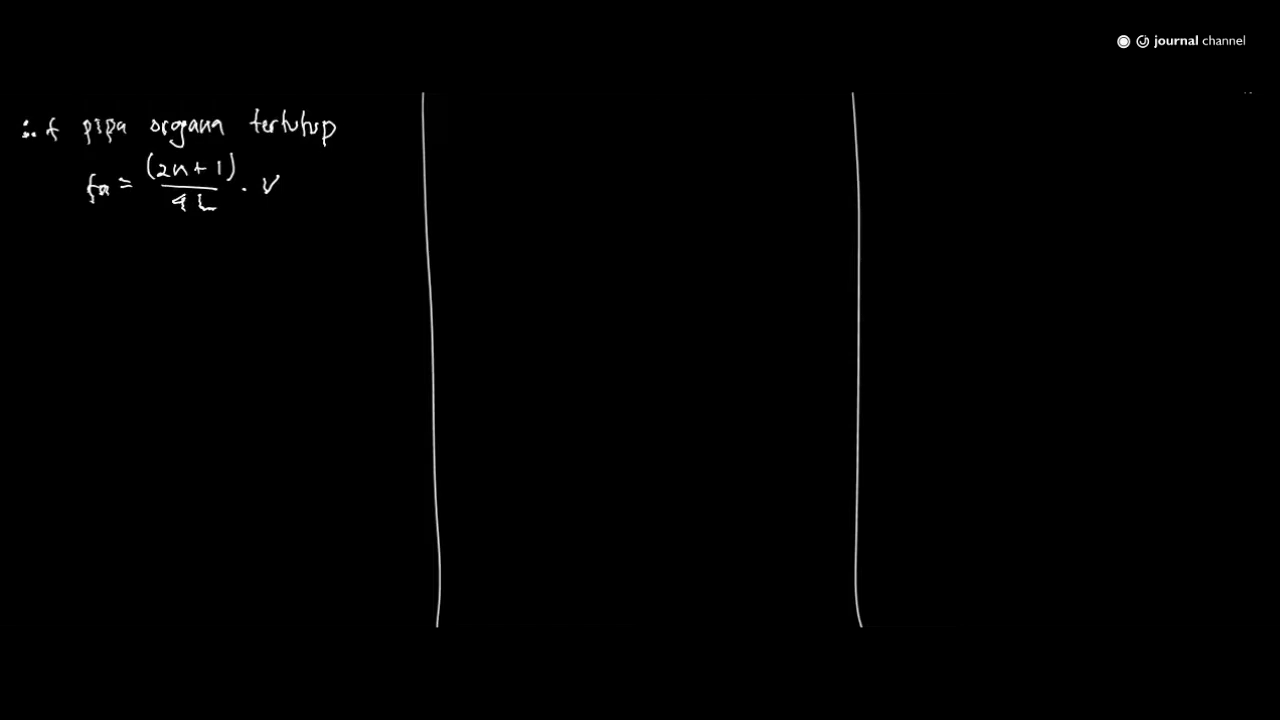 journal channel
∴ f pipa organa tertutup
fn = (2n+1)/4L . V